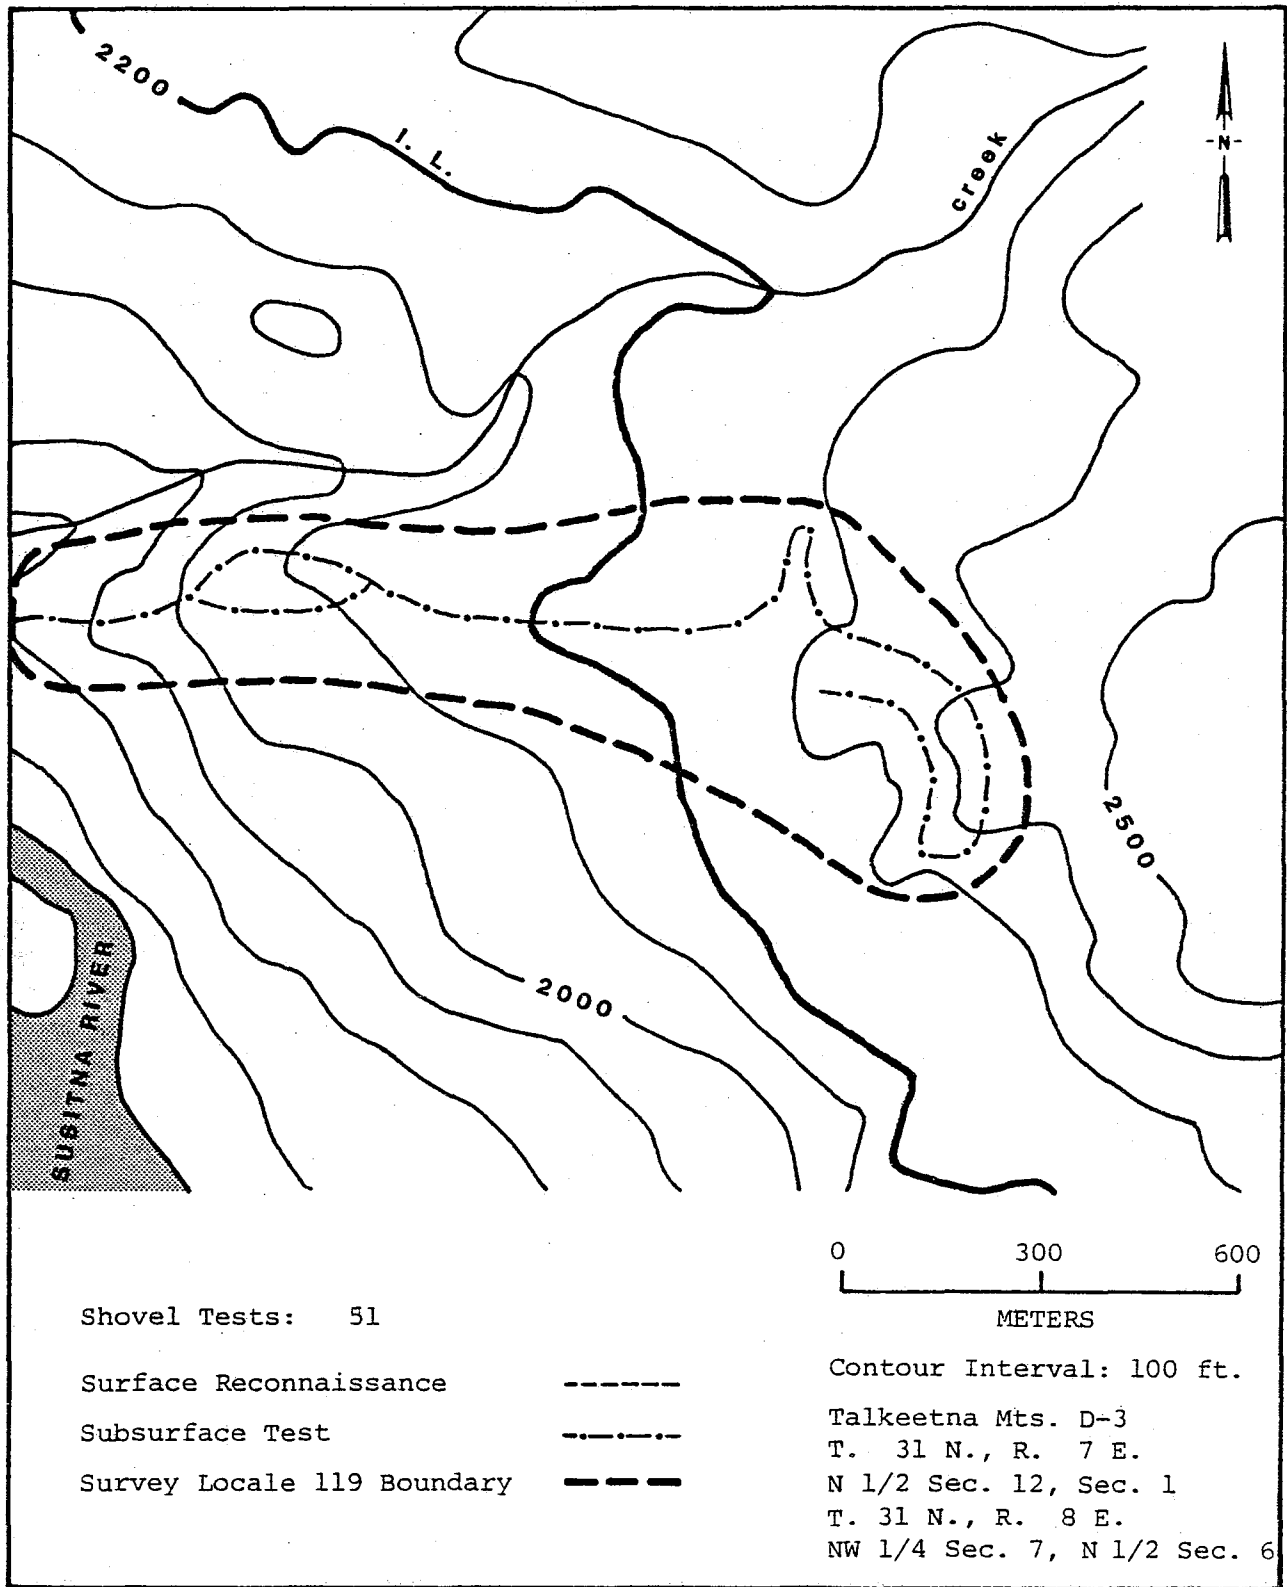 2200
I. L.
creek
-N-
2500
2000
SUSITNA RIVER
0 300 600
METERS
Shovel Tests: 51
Surface Reconnaissance
Subsurface Test
Survey Locale 119 Boundary
Contour Interval: 100 ft.
Talkeetna Mts. D-3
T. 31 N., R. 7 E.
N 1/2 Sec. 12, Sec. 1
T. 31 N., R. 8 E.
NW 1/4 Sec. 7, N 1/2 Sec. 6